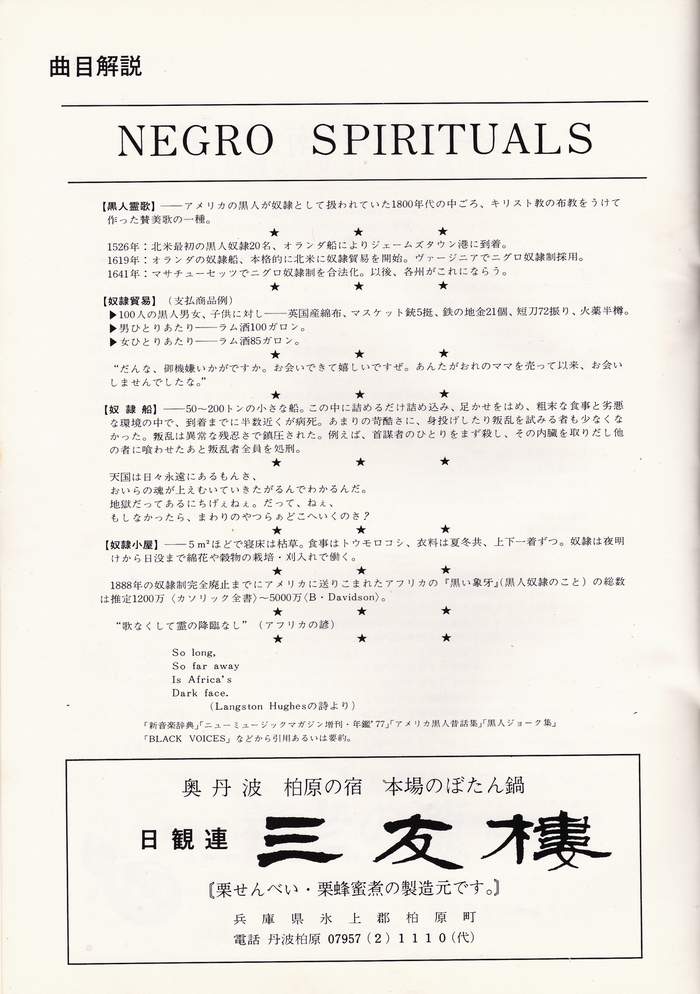 曲目解説
NEGRO SPIRITUALS
【黒人霊歌】――アメリカの黒人が奴隷として扱われていた1800年代の中ごろ、キリスト教の布教をうけて
作った賛美歌の一種。
★ ★ ★
1526年：北米最初の黒人奴隷20名、オランダ船によりジェームズタウン港に到着。
1619年：オランダの奴隷船、本格的に北米に奴隷貿易を開始。ヴァージニアでニグロ奴隷制採用。
1641年：マサチューセッツでニグロ奴隷制を合法化。以後、各州がこれにならう。
★ ★ ★
【奴隷貿易】（支払商品例）
▶100人の黒人男女、子供に対し――英国産綿布、マスケット銃5挺、鉄の地金21個、短刀72振り、火薬半樽。
▶男ひとりあたり――ラム酒100ガロン。
▶女ひとりあたり――ラム酒85ガロン。
★ ★ ★
“だんな、御機嫌いかがですか。お会いできて嬉しいですぜ。あんたがおれのママを売って以来、お会い
しませんでしたな。”
★ ★ ★
【奴 隷 船】――50～200トンの小さな船。この中に詰めるだけ詰め込み、足かせをはめ、粗末な食事と劣悪
な環境の中で、到着までに半数近くが病死。あまりの苛酷さに、身投げしたり叛乱を試みる者も少なくな
かった。叛乱は異常な残忍さで鎮圧された。例えば、首謀者のひとりをまず殺し、その内臓を取りだし他
の者に喰わせたあと叛乱者全員を処刑。
★ ★ ★
天国は日々永遠にあるもんさ、
おいらの魂が上えむいていきたがるんでわかるんだ。
地獄だってあるにちげぇねぇ。だって、ねぇ、
もしなかったら、まわりのやつらぁどこへいくのさ？
★ ★ ★
【奴隷小屋】――５m²ほどで寝床は枯草。食事はトウモロコシ、衣料は夏冬共、上下一着ずつ。奴隷は夜明
けから日没まで綿花や穀物の栽培・刈入れで働く。
★ ★ ★
1888年の奴隷制完全廃止までにアメリカに送りこまれたアフリカの『黒い象牙』（黒人奴隷のこと）の総数
は推定1200万〈カソリック全書〉～5000万〈B・Davidson〉。
★ ★ ★
“歌なくして霊の降臨なし”（アフリカの諺）
★ ★ ★
So long,
So far away
Is Africa's
Dark face.
(Langston Hughesの詩より)
「新音楽辞典」「ニューミュージックマガジン増刊・年鑑'77」「アメリカ黒人昔話集」「黒人ジョーク集」
「BLACK VOICES」などから引用あるいは要約。
奥丹波 柏原の宿 本場のぼたん鍋
日観連 三友樓
〚栗せんべい・栗蜂蜜煮の製造元です。〛
兵庫県氷上郡柏原町
電話 丹波柏原 07957（2）1110（代）